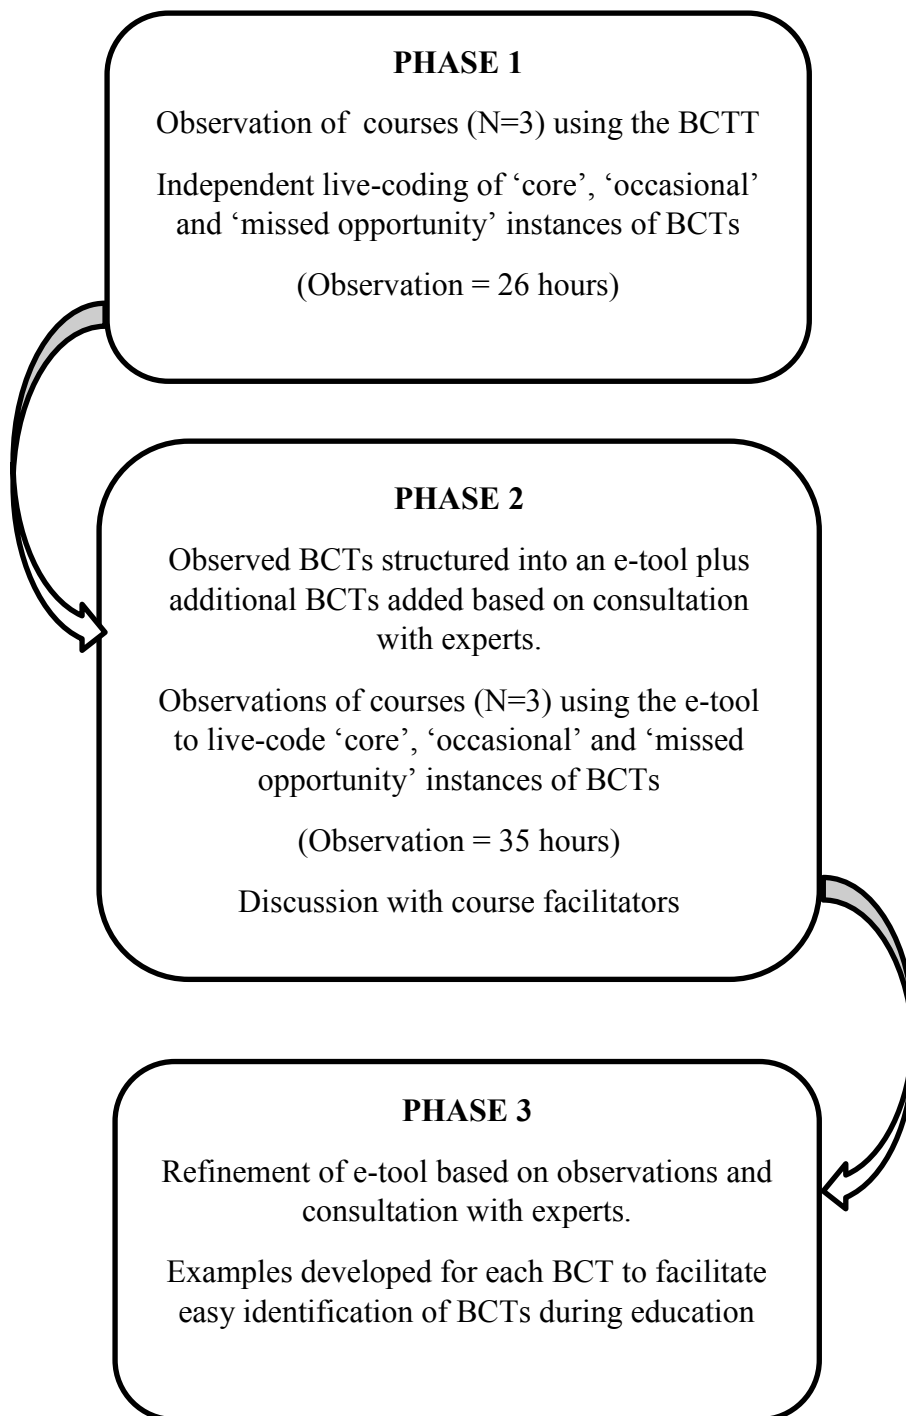 PHASE 1
Observation of courses (N=3) using the BCTT
Independent live-coding of ‘core’, ‘occasional’
and ‘missed opportunity’ instances of BCTs
(Observation = 26 hours)
PHASE 2
Observed BCTs structured into an e-tool plus
additional BCTs added based on consultation
with experts.
Observations of courses (N=3) using the e-tool
to live-code ‘core’, ‘occasional’ and ‘missed
opportunity’ instances of BCTs
(Observation = 35 hours)
Discussion with course facilitators
PHASE 3
Refinement of e-tool based on observations and
consultation with experts.
Examples developed for each BCT to facilitate
easy identification of BCTs during education